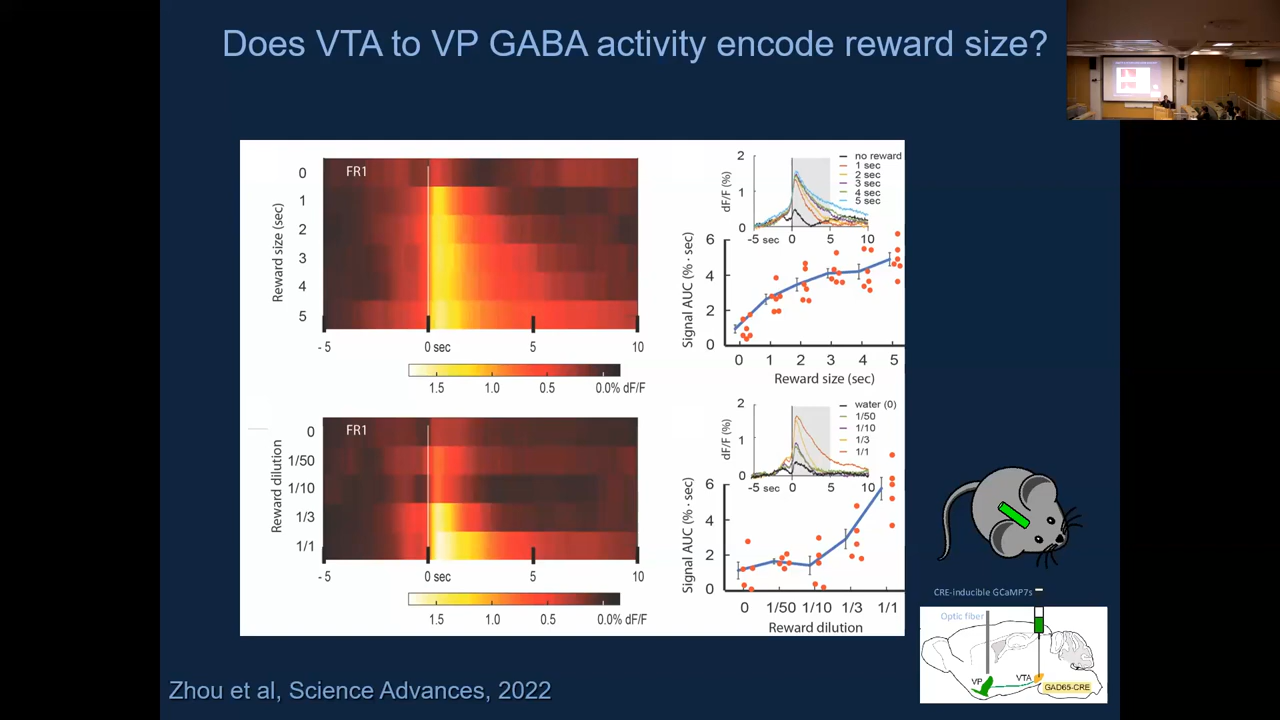 Does VTA to VP GABA activity encode reward size?
FR1
Reward size (sec)
0
1
2
3
4
5
- 5
0 sec
5
10
1.5
1.0
0.5
0.0% dF/F
dF/F (%)
2
1
0
-5 sec
0
5
10
no reward
1 sec
2 sec
3 sec
4 sec
5 sec
Signal AUC (% · sec)
6
4
2
0
0 1 2 3 4 5
Reward size (sec)
FR1
Reward dilution
0
1/50
1/10
1/3
1/1
- 5
0 sec
5
10
1.5
1.0
0.5
0.0% dF/F
dF/F (%)
2
1
0
-5 sec
0
5
10
water (0)
1/50
1/10
1/3
1/1
Signal AUC (% · sec)
6
4
2
0
0 1/50 1/10 1/3 1/1
Reward dilution
CRE-inducible GCaMP7s
Optic fiber
VP
VTA
GAD65-CRE
Zhou et al, Science Advances, 2022